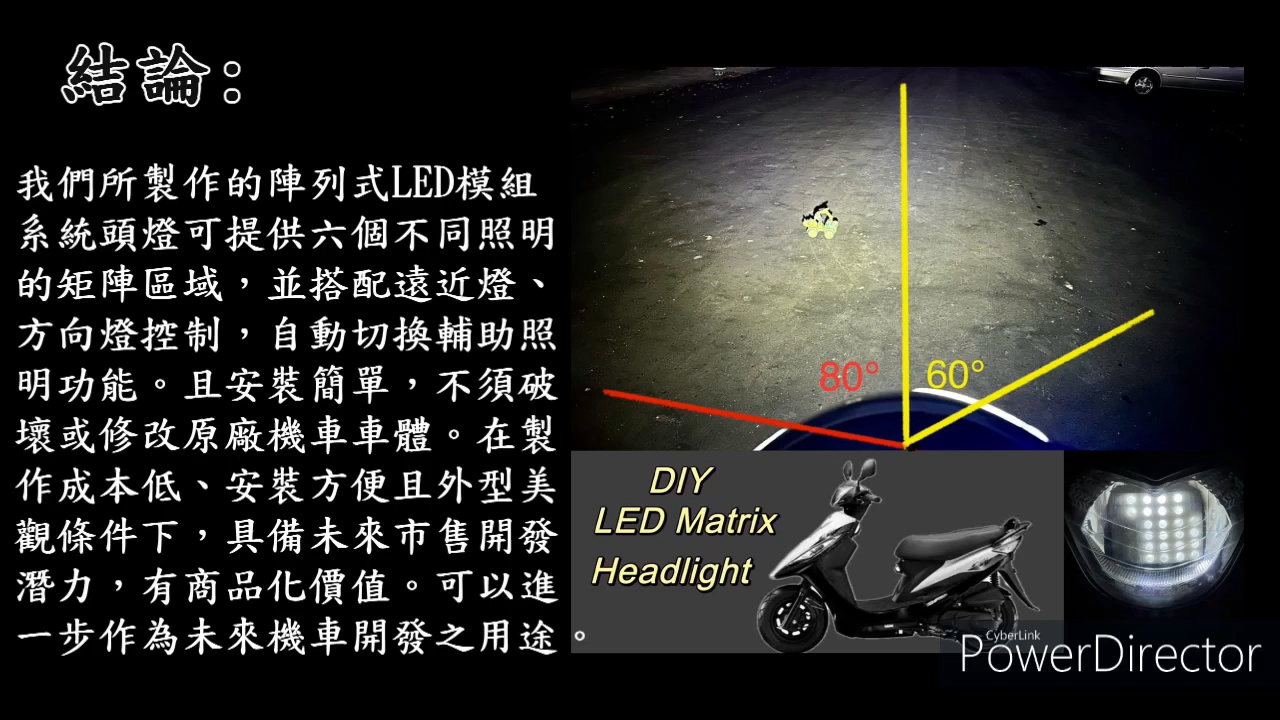 結論:
我們所製作的陣列式LED模組
系統頭燈可提供六個不同照明
的矩陣區域，並搭配遠近燈、
方向燈控制，自動切換輔助照
明功能。且安裝簡單，不須破
壞或修改原廠機車車體。在製
作成本低、安裝方便且外型美
觀條件下，具備未來市售開發
潛力，有商品化價值。可以進
一步作為未來機車開發之用途。
80°
60°
DIY
LED Matrix
Headlight
CyberLink
PowerDirector